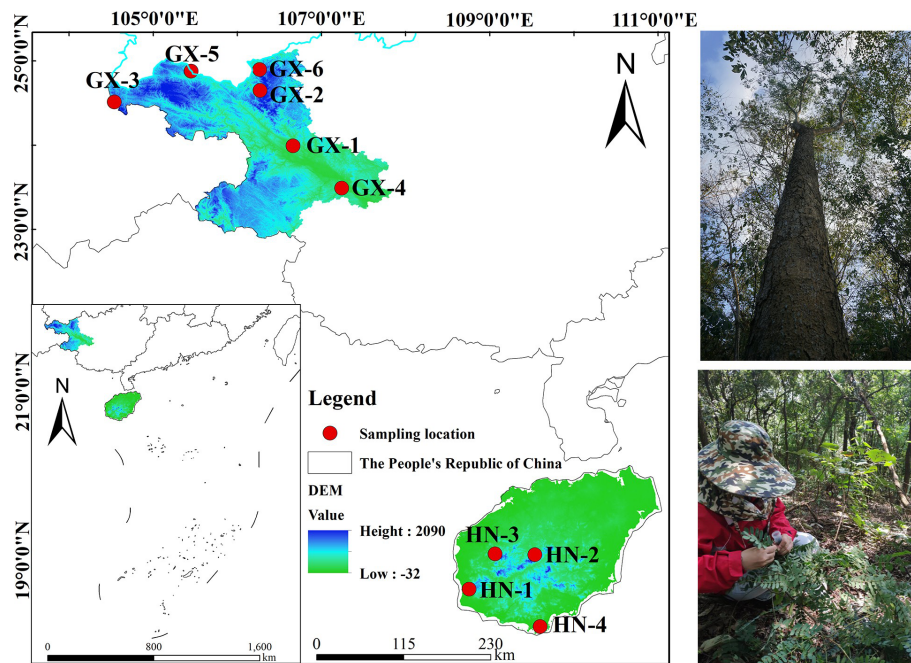 105°0'0"E
107°0'0"E
109°0'0"E
111°0'0"E
25°0'0"N
23°0'0"N
21°0'0"N
19°0'0"N
GX-5
GX-6
GX-3
GX-2
GX-1
GX-4
N
N
Legend
Sampling location
The People's Republic of China
DEM
Value
Height : 2090
Low : -32
HN-3
HN-2
HN-1
HN-4
0 800 1,600
km
0 115 230
km